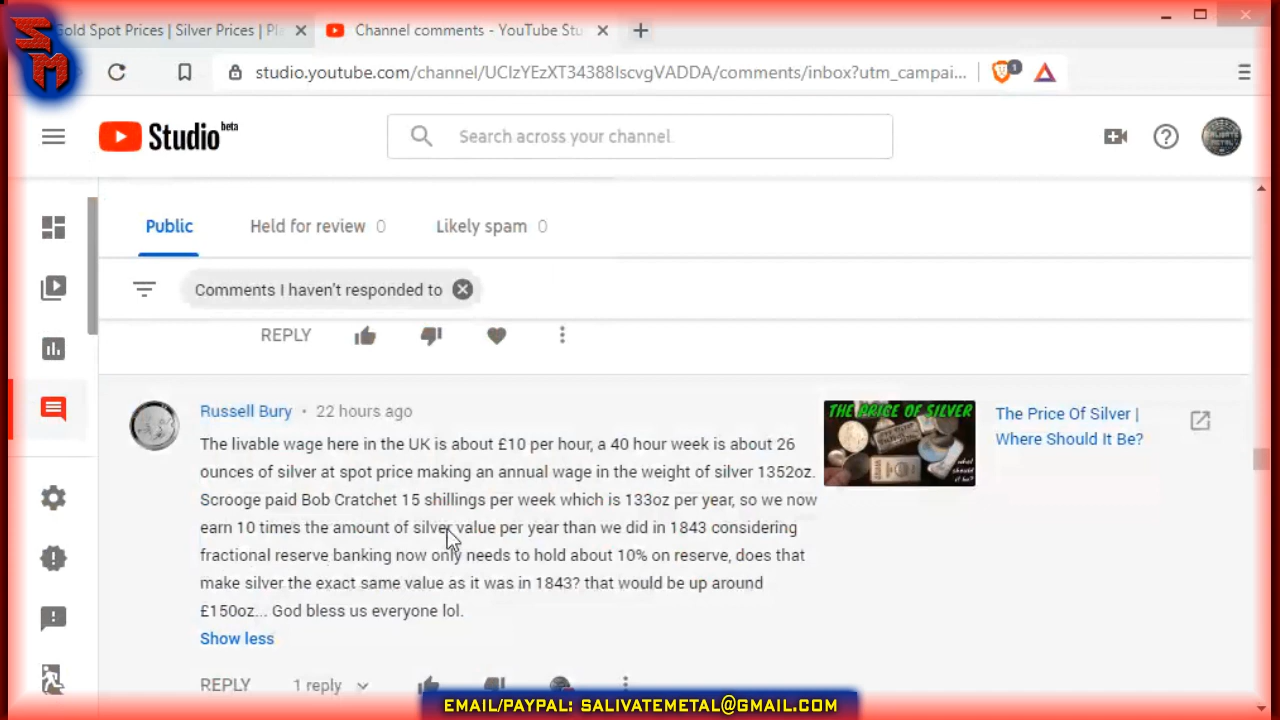 Gold Spot Prices | Silver Prices | Pl
Channel comments - YouTube Stu
studio.youtube.com/channel/UCIzYEzXT34388IscvgVADDA/comments/inbox?utm_campai...
1
SM
Studio beta
Search across your channel.
Public
Held for review 0
Likely spam 0
Comments I haven't responded to
REPLY
Russell Bury • 22 hours ago
The livable wage here in the UK is about £10 per hour, a 40 hour week is about 26
ounces of silver at spot price making an annual wage in the weight of silver 1352oz.
Scrooge paid Bob Cratchet 15 shillings per week which is 133oz per year, so we now
earn 10 times the amount of silver value per year than we did in 1843 considering
fractional reserve banking now only needs to hold about 10% on reserve, does that
make silver the exact same value as it was in 1843? that would be up around
£150oz... God bless us everyone lol.
Show less
THE PRICE OF SILVER
what
should
it be?
The Price Of Silver |
Where Should It Be?
REPLY
1 reply
EMAIL/PAYPAL: SALIVATEMETAL@GMAIL.COM